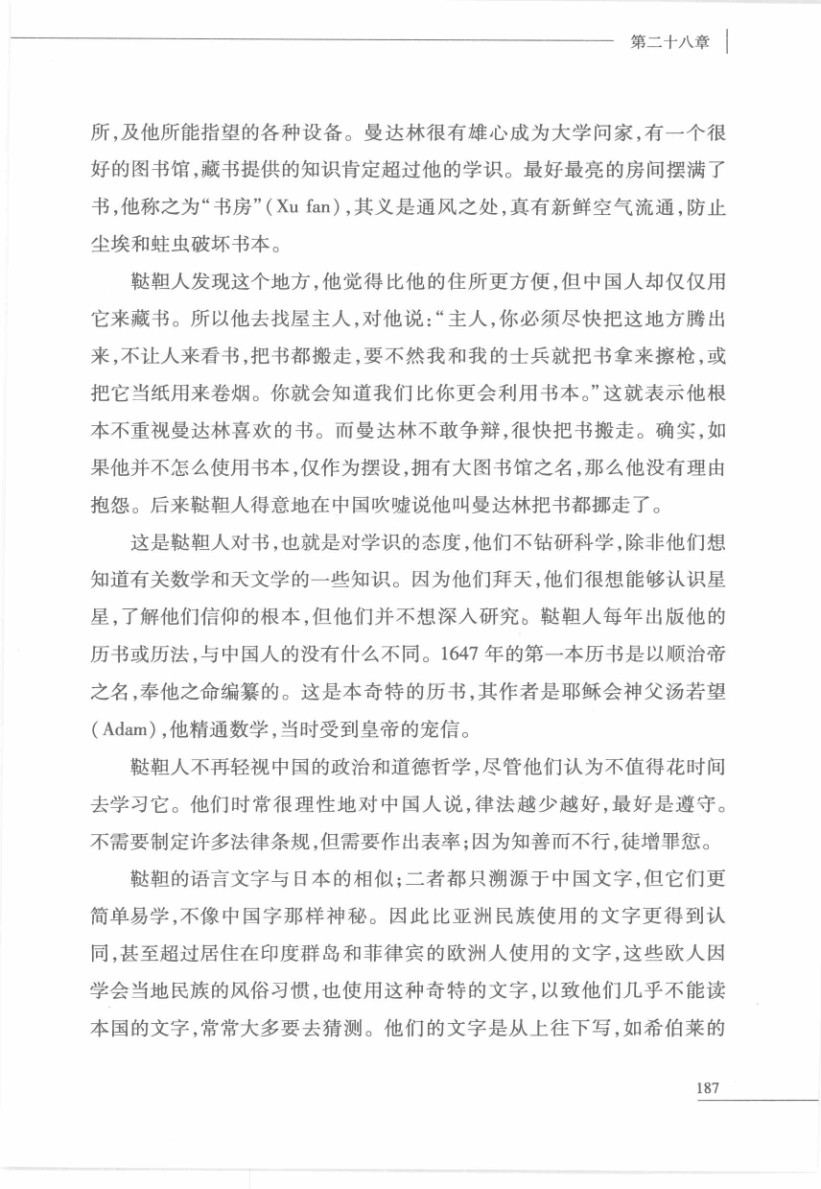 第二十八章
所,及他所能指望的各种设备。曼达林很有雄心成为大学问家,有一个很
好的图书馆,藏书提供的知识肯定超过他的学识。最好最亮的房间摆满了
书,他称之为“书房”(Xu fan),其义是通风之处,真有新鲜空气流通,防止
尘埃和蛀虫破坏书本。
鞑靼人发现这个地方,他觉得比他的住所更方便,但中国人却仅仅用
它来藏书。所以他去找屋主人,对他说:“主人,你必须尽快把这地方腾出
来,不让人来看书,把书都搬走,要不然我和我的士兵就把书拿来擦枪,或
把它当纸用来卷烟。你就会知道我们比你更会利用书本。”这就表示他根
本不重视曼达林喜欢的书。而曼达林不敢争辩,很快把书搬走。确实,如
果他并不怎么使用书本,仅作为摆设,拥有大图书馆之名,那么他没有理由
抱怨。后来鞑靼人得意地在中国吹嘘说他叫曼达林把书都挪走了。
这是鞑靼人对书,也就是对学识的态度,他们不钻研科学,除非他们想
知道有关数学和天文学的一些知识。因为他们拜天,他们很想能够认识星
星,了解他们信仰的根本,但他们并不想深入研究。鞑靼人每年出版他的
历书或历法,与中国人的没有什么不同。1647 年的第一本历书是以顺治帝
之名,奉他之命编纂的。这是本奇特的历书,其作者是耶稣会神父汤若望
(Adam),他精通数学,当时受到皇帝的宠信。
鞑靼人不再轻视中国的政治和道德哲学,尽管他们认为不值得花时间
去学习它。他们时常很理性地对中国人说,律法越少越好,最好是遵守。
不需要制定许多法律条规,但需要作出表率;因为知善而不行,徒增罪愆。
鞑靼的语言文字与日本的相似;二者都只溯源于中国文字,但它们更
简单易学,不像中国字那样神秘。因此比亚洲民族使用的文字更得到认
同,甚至超过居住在印度群岛和菲律宾的欧洲人使用的文字,这些欧人因
学会当地民族的风俗习惯,也使用这种奇特的文字,以致他们几乎不能读
本国的文字,常常大多要去猜测。他们的文字是从上往下写,如希伯莱的
187